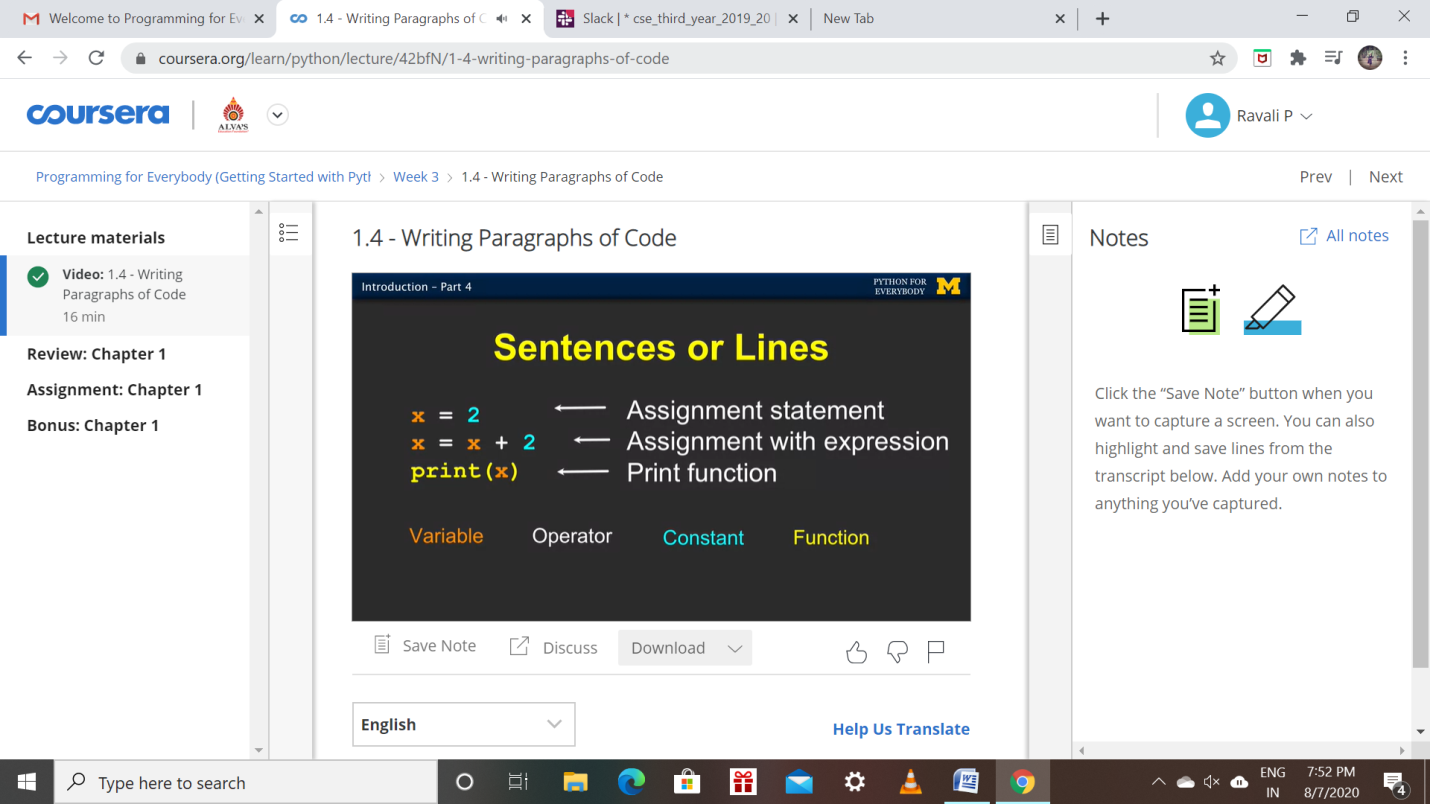 Welcome to Programming for Ev
1.4 - Writing Paragraphs of C
Slack | * cse_third_year_2019_20
New Tab
coursera.org/learn/python/lecture/42bfN/1-4-writing-paragraphs-of-code
coursera
ALVA'S
Ravali P
Programming for Everybody (Getting Started with Pyth > Week 3 > 1.4 - Writing Paragraphs of Code
Prev | Next
Lecture materials
Video: 1.4 - Writing
Paragraphs of Code
16 min
Review: Chapter 1
Assignment: Chapter 1
Bonus: Chapter 1
1.4 - Writing Paragraphs of Code
Introduction - Part 4
PYTHON FOR
EVERYBODY
M
Sentences or Lines
x = 2 ← Assignment statement
x = x + 2 ← Assignment with expression
print(x) ← Print function
Variable Operator Constant Function
Save Note Discuss Download
English
Help Us Translate
Notes
All notes
Click the “Save Note” button when you
want to capture a screen. You can also
highlight and save lines from the
transcript below. Add your own notes to
anything you’ve captured.
Type here to search
ENG
IN
7:52 PM
8/7/2020
4